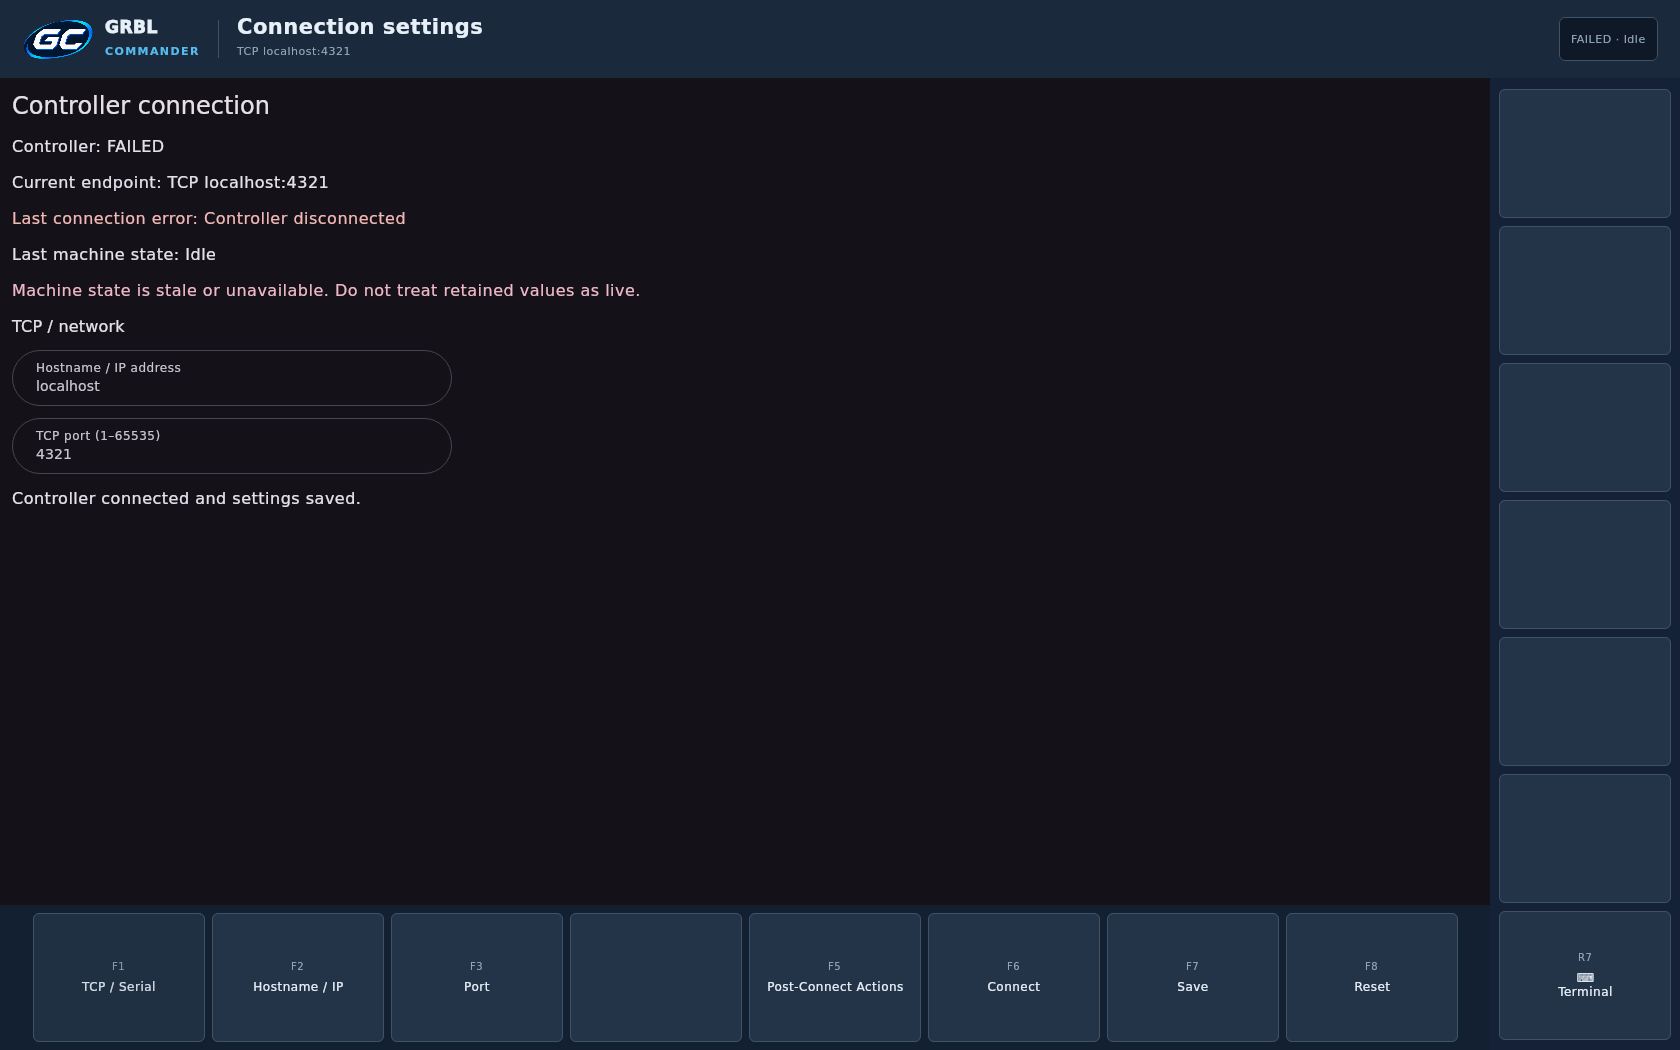 GC
GRBL
COMMANDER
Connection settings
TCP localhost:4321
FAILED · Idle
Controller connection
Controller: FAILED
Current endpoint: TCP localhost:4321
Last connection error: Controller disconnected
Last machine state: Idle
Machine state is stale or unavailable. Do not treat retained values as live.
TCP / network
Hostname / IP address
localhost
TCP port (1–65535)
4321
Controller connected and settings saved.
F1
TCP / Serial
F2
Hostname / IP
F3
Port
F5
Post-Connect Actions
F6
Connect
F7
Save
F8
Reset
R7
⌨
Terminal